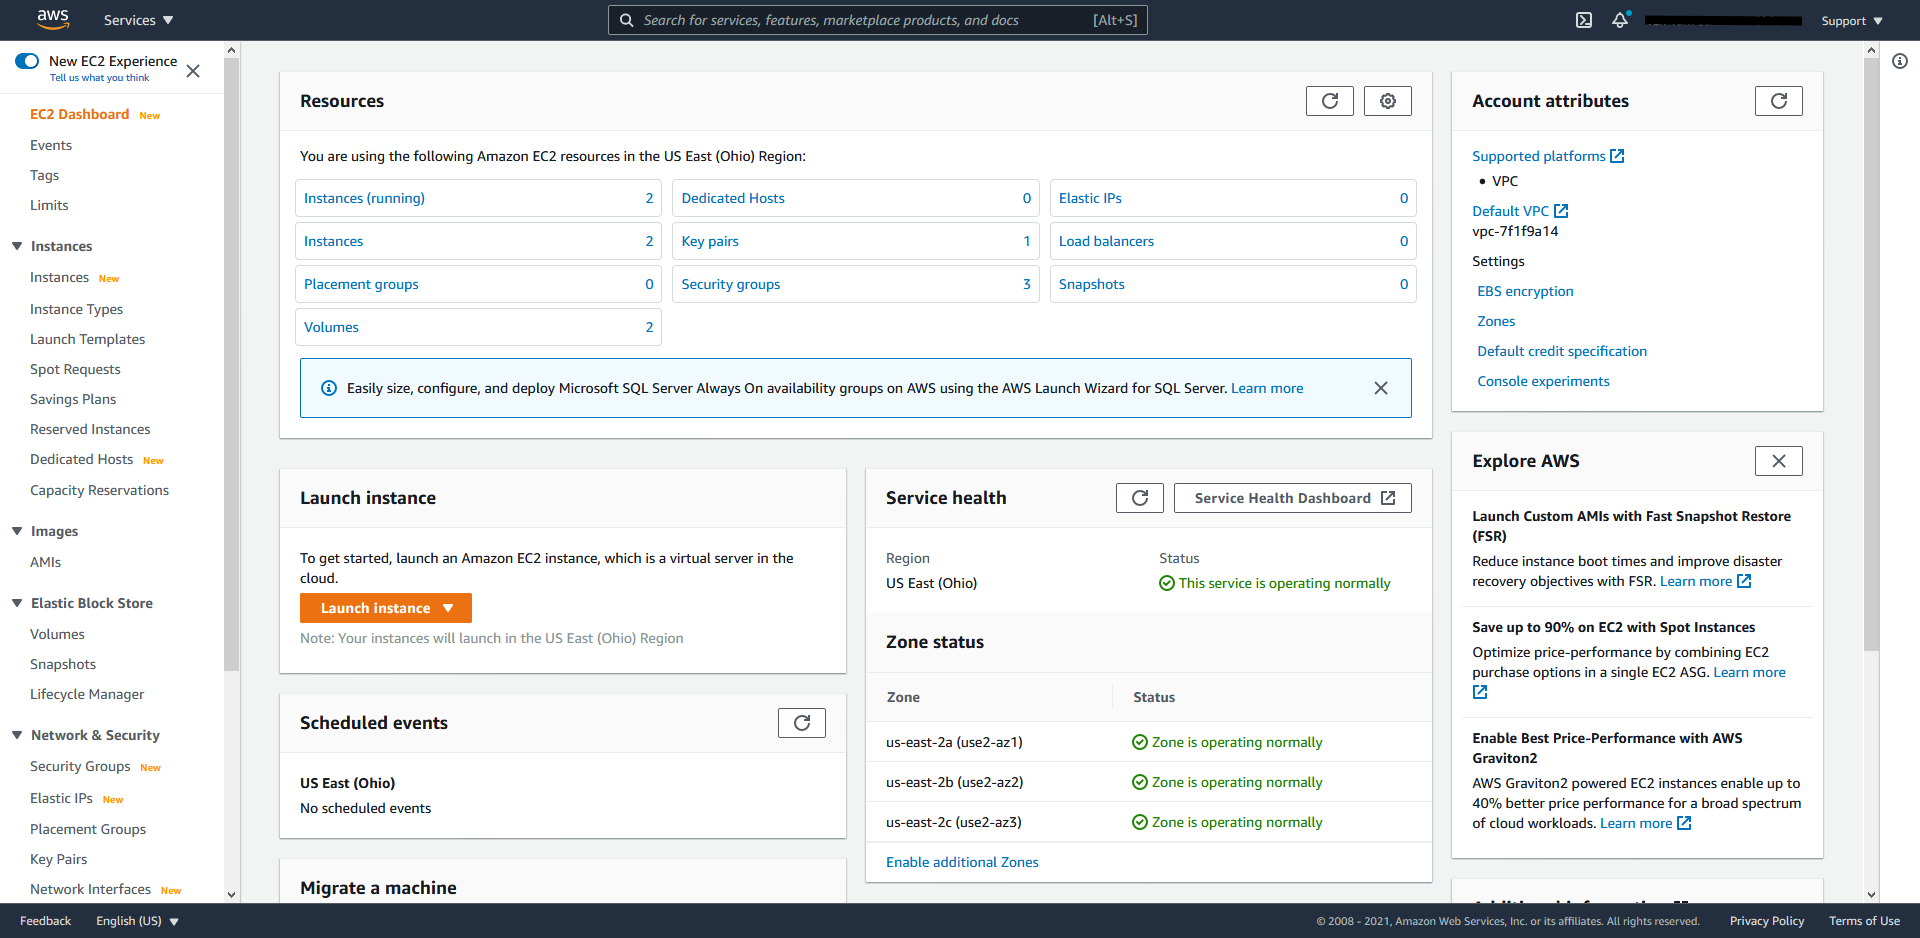 aws
Services
Search for services, features, marketplace products, and docs [Alt+S]
Support
New EC2 Experience
Tell us what you think
EC2 Dashboard New
Events
Tags
Limits
Instances
Instances New
Instance Types
Launch Templates
Spot Requests
Savings Plans
Reserved Instances
Dedicated Hosts New
Capacity Reservations
Images
AMIs
Elastic Block Store
Volumes
Snapshots
Lifecycle Manager
Network & Security
Security Groups New
Elastic IPs New
Placement Groups
Key Pairs
Network Interfaces New
Resources
You are using the following Amazon EC2 resources in the US East (Ohio) Region:
Instances (running) 2
Dedicated Hosts 0
Elastic IPs 0
Instances 2
Key pairs 1
Load balancers 0
Placement groups 0
Security groups 3
Snapshots 0
Volumes 2
Easily size, configure, and deploy Microsoft SQL Server Always On availability groups on AWS using the AWS Launch Wizard for SQL Server. Learn more
Launch instance
To get started, launch an Amazon EC2 instance, which is a virtual server in the
cloud.
Launch instance
Note: Your instances will launch in the US East (Ohio) Region
Scheduled events
US East (Ohio)
No scheduled events
Migrate a machine
Service health
Service Health Dashboard
Region
Status
US East (Ohio)
This service is operating normally
Zone status
Zone
Status
us-east-2a (use2-az1)
Zone is operating normally
us-east-2b (use2-az2)
Zone is operating normally
us-east-2c (use2-az3)
Zone is operating normally
Enable additional Zones
Account attributes
Supported platforms
• VPC
Default VPC
vpc-7f1f9a14
Settings
EBS encryption
Zones
Default credit specification
Console experiments
Explore AWS
Launch Custom AMIs with Fast Snapshot Restore
(FSR)
Reduce instance boot times and improve disaster
recovery objectives with FSR. Learn more
Save up to 90% on EC2 with Spot Instances
Optimize price-performance by combining EC2
purchase options in a single EC2 ASG. Learn more
Enable Best Price-Performance with AWS
Graviton2
AWS Graviton2 powered EC2 instances enable up to
40% better price performance for a broad spectrum
of cloud workloads. Learn more
Feedback
English (US)
© 2008 - 2021, Amazon Web Services, Inc. or its affiliates. All rights reserved.
Privacy Policy
Terms of Use